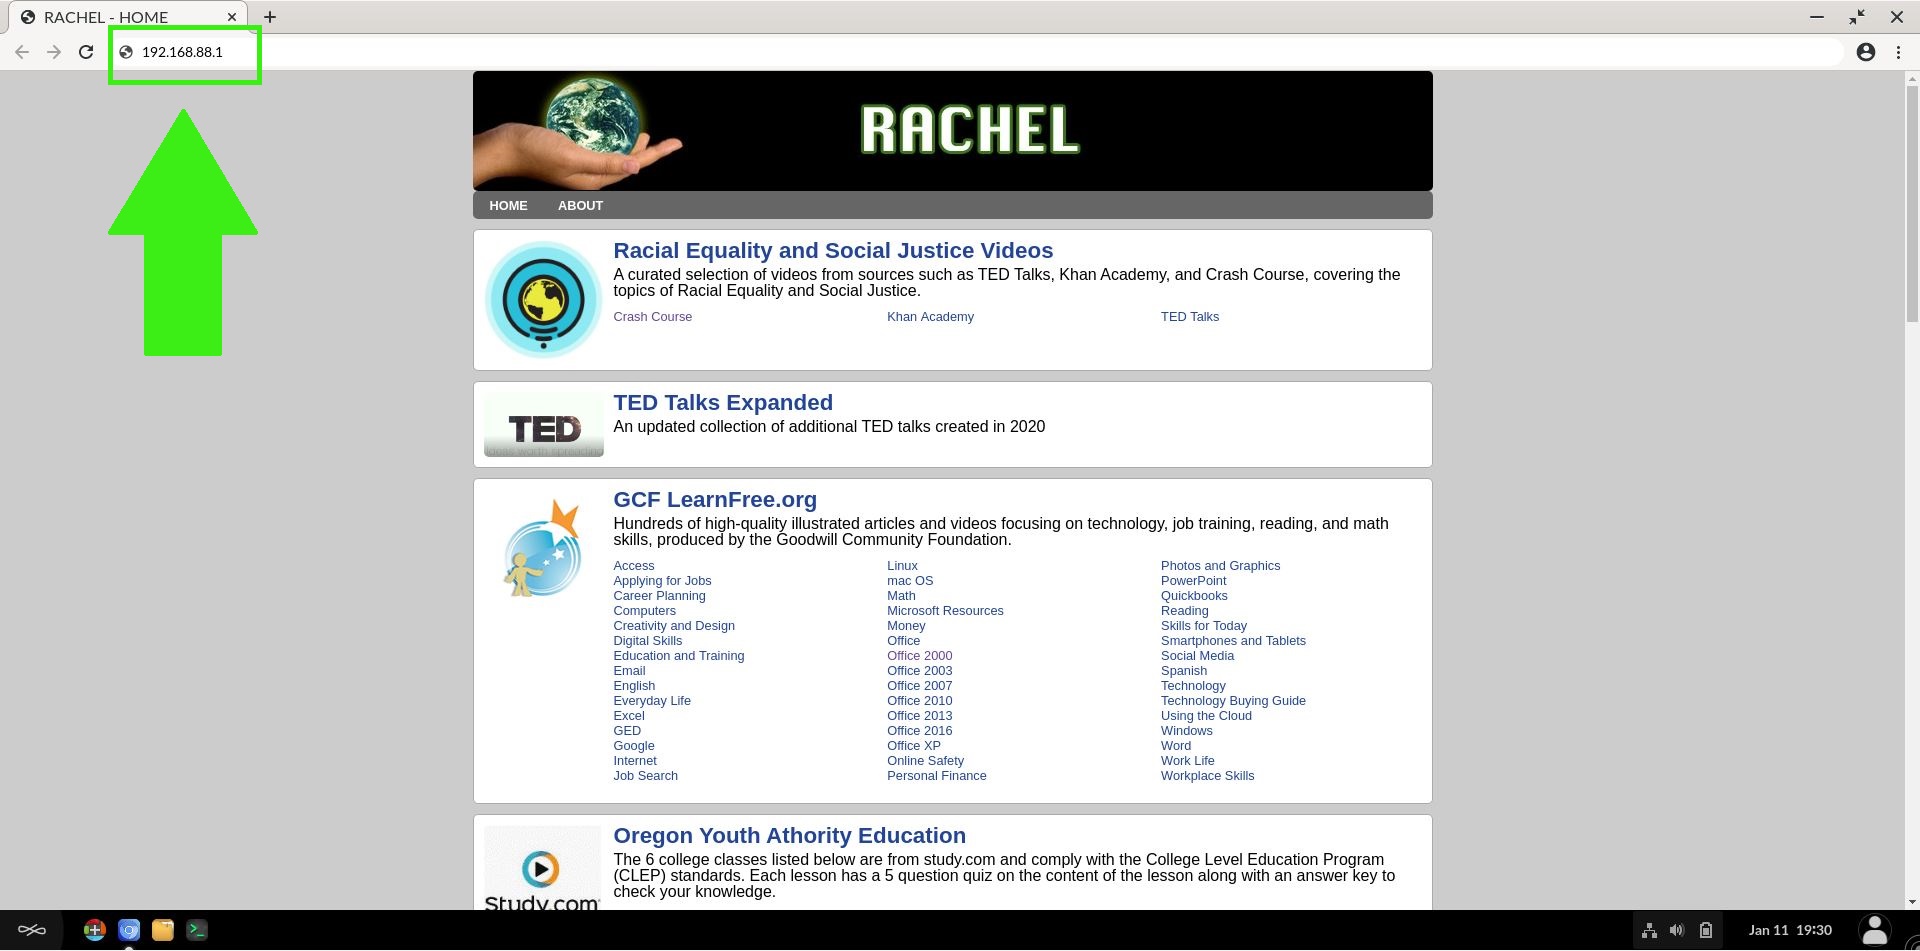 RACHEL - HOME
192.168.88.1
RACHEL
HOME ABOUT
Racial Equality and Social Justice Videos
A curated selection of videos from sources such as TED Talks, Khan Academy, and Crash Course, covering the
topics of Racial Equality and Social Justice.
Crash Course Khan Academy TED Talks
TED
ideas worth spreading
TED Talks Expanded
An updated collection of additional TED talks created in 2020
GCF LearnFree.org
Hundreds of high-quality illustrated articles and videos focusing on technology, job training, reading, and math
skills, produced by the Goodwill Community Foundation.
Access Linux Photos and Graphics
Applying for Jobs mac OS PowerPoint
Career Planning Math Quickbooks
Computers Microsoft Resources Reading
Creativity and Design Money Skills for Today
Digital Skills Office Smartphones and Tablets
Education and Training Office 2000 Social Media
Email Office 2003 Spanish
English Office 2007 Technology
Everyday Life Office 2010 Technology Buying Guide
Excel Office 2013 Using the Cloud
GED Office 2016 Windows
Google Office XP Word
Internet Online Safety Work Life
Job Search Personal Finance Workplace Skills
Study.com
Oregon Youth Athority Education
The 6 college classes listed below are from study.com and comply with the College Level Education Program
(CLEP) standards. Each lesson has a 5 question quiz on the content of the lesson along with an answer key to
check your knowledge.
Jan 11 19:30